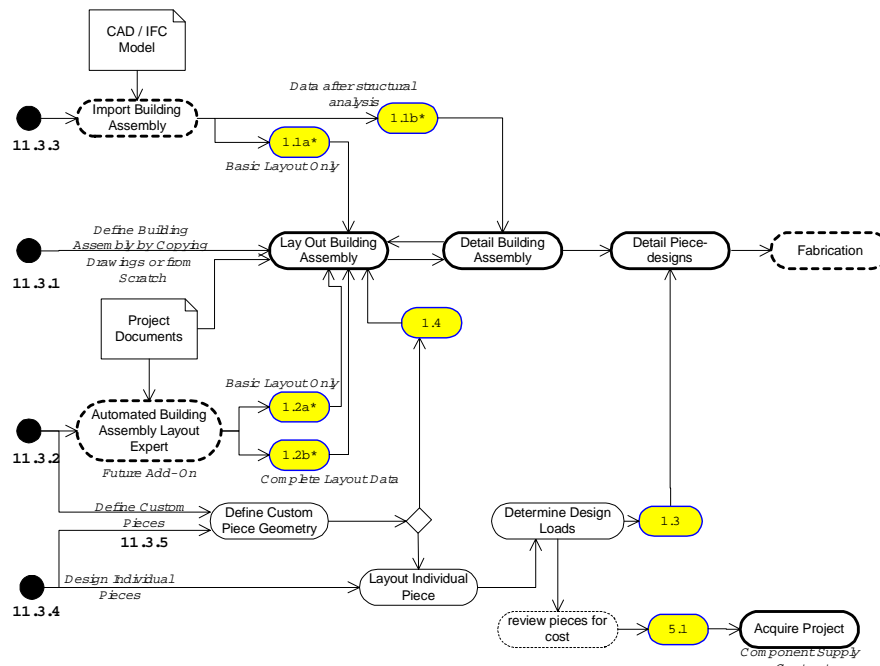 CAD / IFC
Model
Data after structural
analysis
Import Building
Assembly
1.1b*
11.3.3
1.1a*
Basic Layout Only
Define Building
Assembly by Copying
Drawings or from
Scratch
11.3.1
Lay Out Building
Assembly
Detail Building
Assembly
Detail Piece-
designs
Fabrication
Project
Documents
1.4
Basic Layout Only
1.2a*
Automated Building
Assembly Layout
Expert
11.3.2
1.2b*
Future Add-On
Complete Layout Data
Define Custom
Pieces
11.3.5
Define Custom
Piece Geometry
Determine Design
Loads
1.3
Design Individual
Pieces
11.3.4
Layout Individual
Piece
review pieces for
cost
5.1
Acquire Project
Component Supply